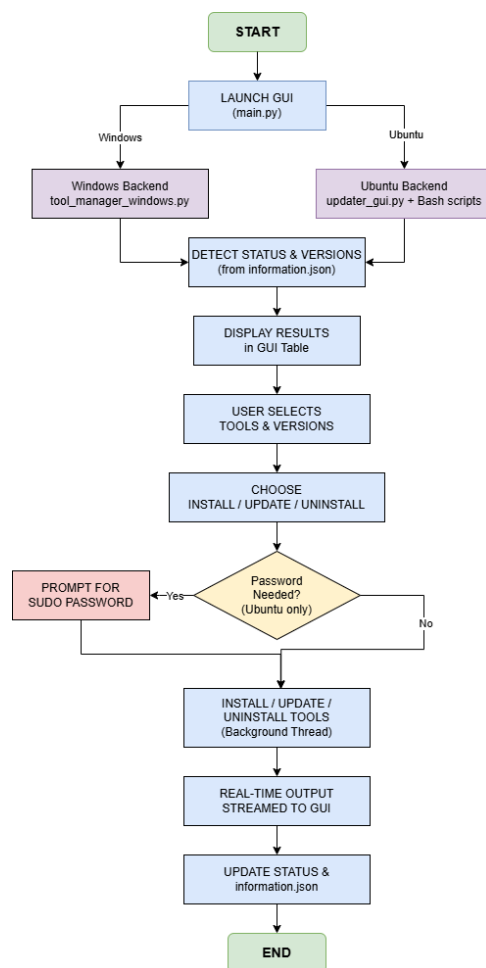 START
LAUNCH GUI
(main.py)
Windows
Ubuntu
Windows Backend
tool_manager_windows.py
Ubuntu Backend
updater_gui.py + Bash scripts
DETECT STATUS & VERSIONS
(from information.json)
DISPLAY RESULTS
in GUI Table
USER SELECTS
TOOLS & VERSIONS
CHOOSE
INSTALL / UPDATE / UNINSTALL
Password
Needed?
(Ubuntu only)
Yes
PROMPT FOR
SUDO PASSWORD
No
INSTALL / UPDATE /
UNINSTALL TOOLS
(Background Thread)
REAL-TIME OUTPUT
STREAMED TO GUI
UPDATE STATUS &
information.json
END